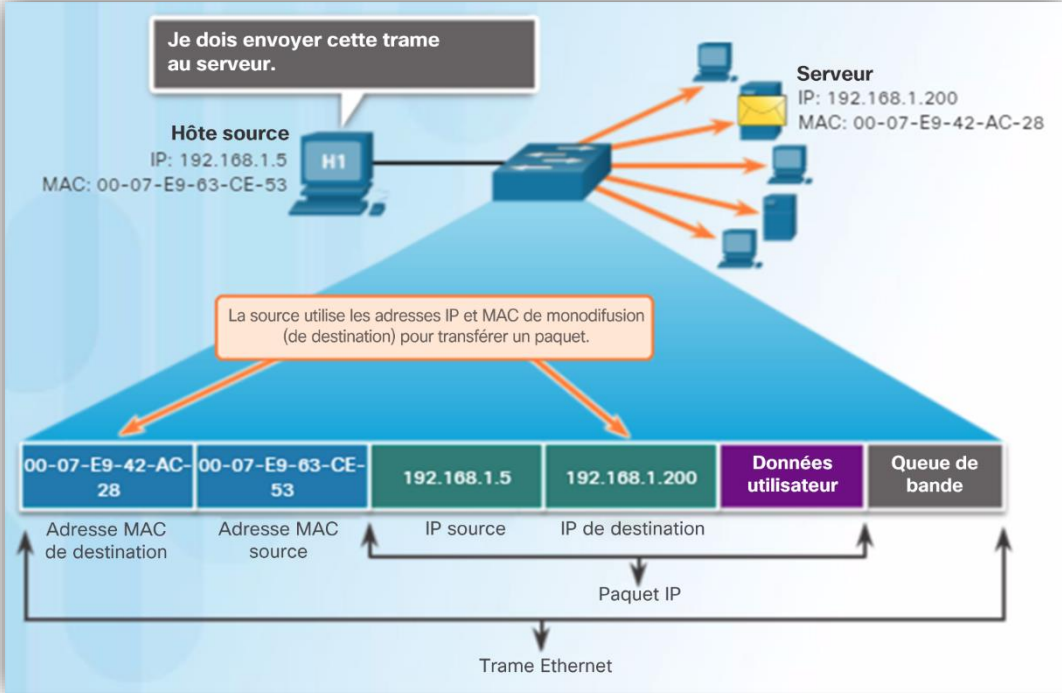 Je dois envoyer cette trame
au serveur.
Serveur
IP: 192.168.1.200
MAC: 00-07-E9-42-AC-28
Hôte source
IP: 192.168.1.5
MAC: 00-07-E9-63-CE-53
H1
La source utilise les adresses IP et MAC de monodifusion
(de destination) pour transférer un paquet.
00-07-E9-42-AC-
28
00-07-E9-63-CE-
53
192.168.1.5
192.168.1.200
Données
utilisateur
Queue de
bande
Adresse MAC
de destination
Adresse MAC
source
IP source
IP de destination
Paquet IP
Trame Ethernet